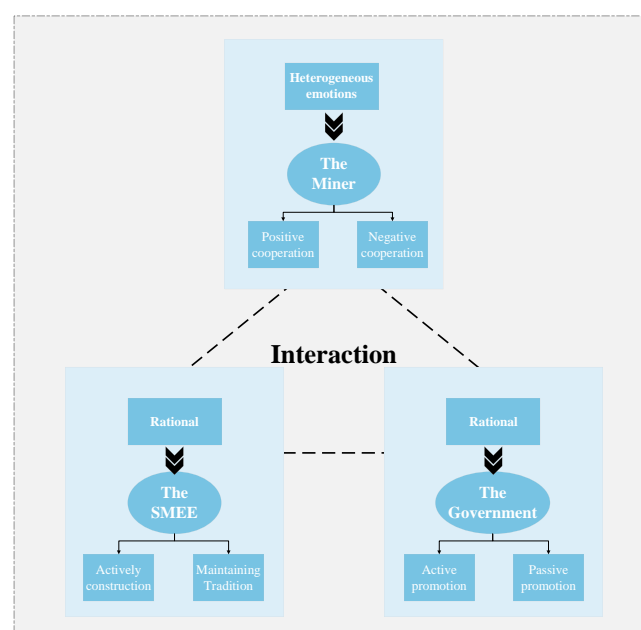 Heterogeneous
emotions
The
Miner
Positive
cooperation
Negative
cooperation
Interaction
Rational
The
SMEE
Actively
construction
Maintaining
Tradition
Rational
The
Government
Active
promotion
Passive
promotion